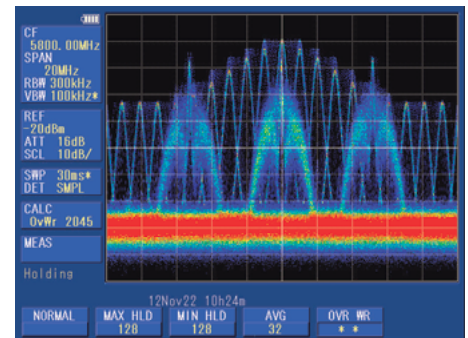 CF
5800.00MHz
SPAN
20MHz
RBW 300kHz
VBW 100kHz*
REF
-20dBm
ATT 16dB
SCL 10dB/
SWP 30ms*
DET SMPL
CALC
OvWr 2045
MEAS
Holding
12Nov22 10h24m
NORMAL
MAX HLD
128
MIN HLD
128
AVG
32
OVR WR
* *